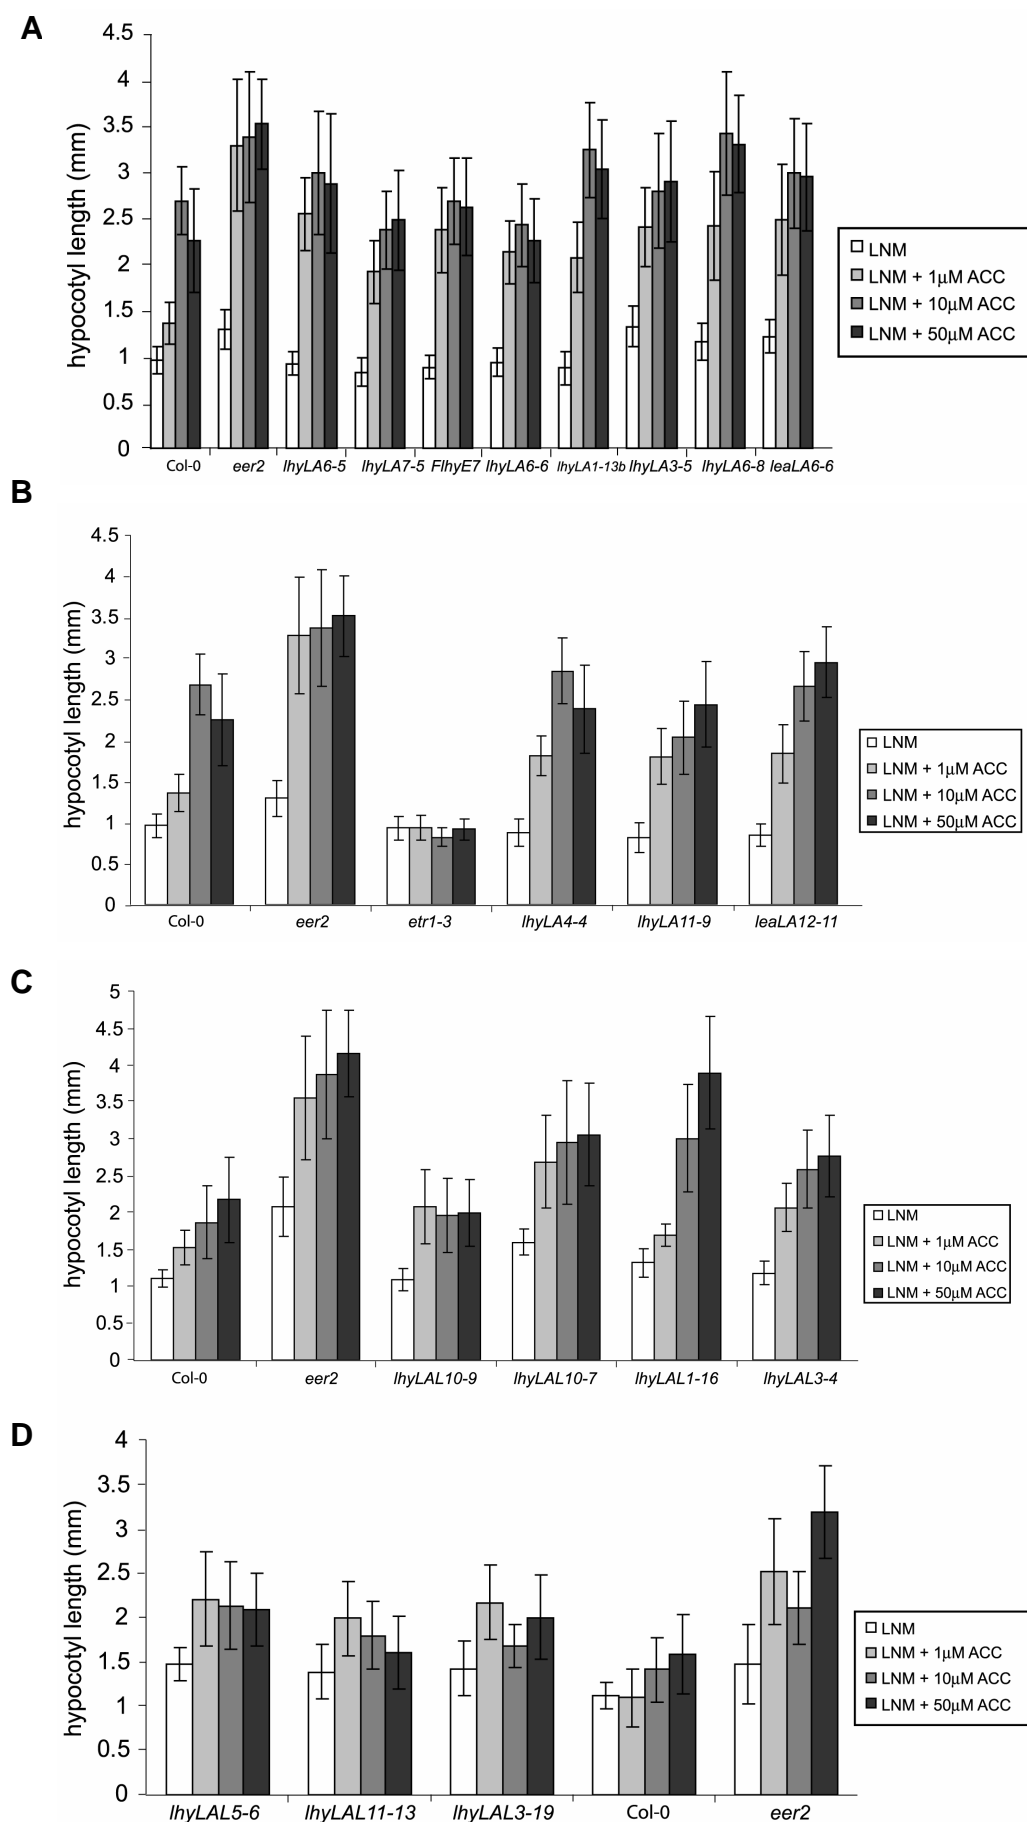 A
hypocotyl length (mm)
4.5
4
3.5
3
2.5
2
1.5
1
0.5
0
Col-0 eer2 lhyLA6-5 lhyLA7-5 FlhyE7 lhyLA6-6 lhyLA1-13b lhyLA3-5 lhyLA6-8 leaLA6-6
LNM
LNM + 1μM ACC
LNM + 10μM ACC
LNM + 50μM ACC
B
hypocotyl length (mm)
4.5
4
3.5
3
2.5
2
1.5
1
0.5
0
Col-0 eer2 etr1-3 lhyLA4-4 lhyLA11-9 leaLA12-11
LNM
LNM + 1μM ACC
LNM + 10μM ACC
LNM + 50μM ACC
C
hypocotyl length (mm)
5
4.5
4
3.5
3
2.5
2
1.5
1
0.5
0
Col-0 eer2 lhyLAL10-9 lhyLAL10-7 lhyLAL1-16 lhyLAL3-4
LNM
LNM + 1μM ACC
LNM + 10μM ACC
LNM + 50μM ACC
D
hypocotyl length (mm)
4
3.5
3
2.5
2
1.5
1
0.5
0
lhyLAL5-6 lhyLAL11-13 lhyLAL3-19 Col-0 eer2
LNM
LNM + 1μM ACC
LNM + 10μM ACC
LNM + 50μM ACC